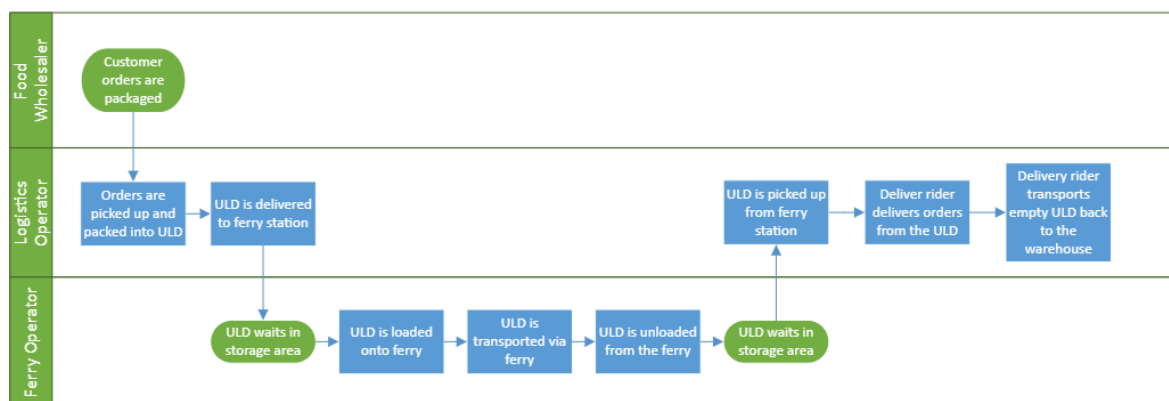 Food
Wholesaler
Customer
orders are
packaged
Logistics
Operator
Orders are
picked up and
packed into ULD
ULD is delivered
to ferry station
ULD is picked up
from ferry
station
Deliver rider
delivers orders
from the ULD
Delivery rider
transports
empty ULD back
to the
warehouse
Ferry Operator
ULD waits in
storage area
ULD is loaded
onto ferry
ULD is
transported via
ferry
ULD is unloaded
from the ferry
ULD waits in
storage area